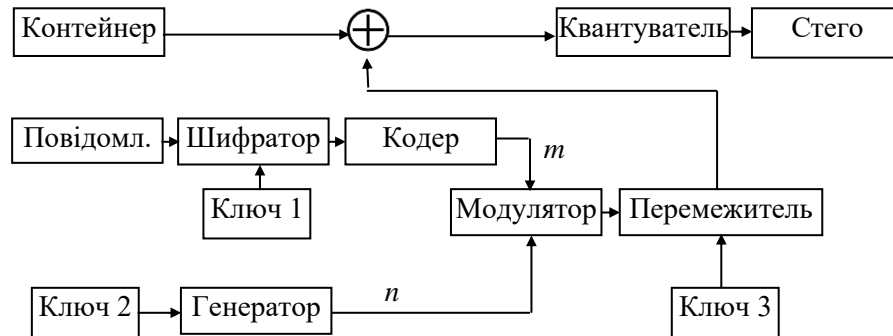 Контейнер
Квантуватель
Стего
Повідомл.
Шифратор
Кодер
m
Ключ 1
Модулятор
Перемежитель
Ключ 2
Генератор
n
Ключ 3